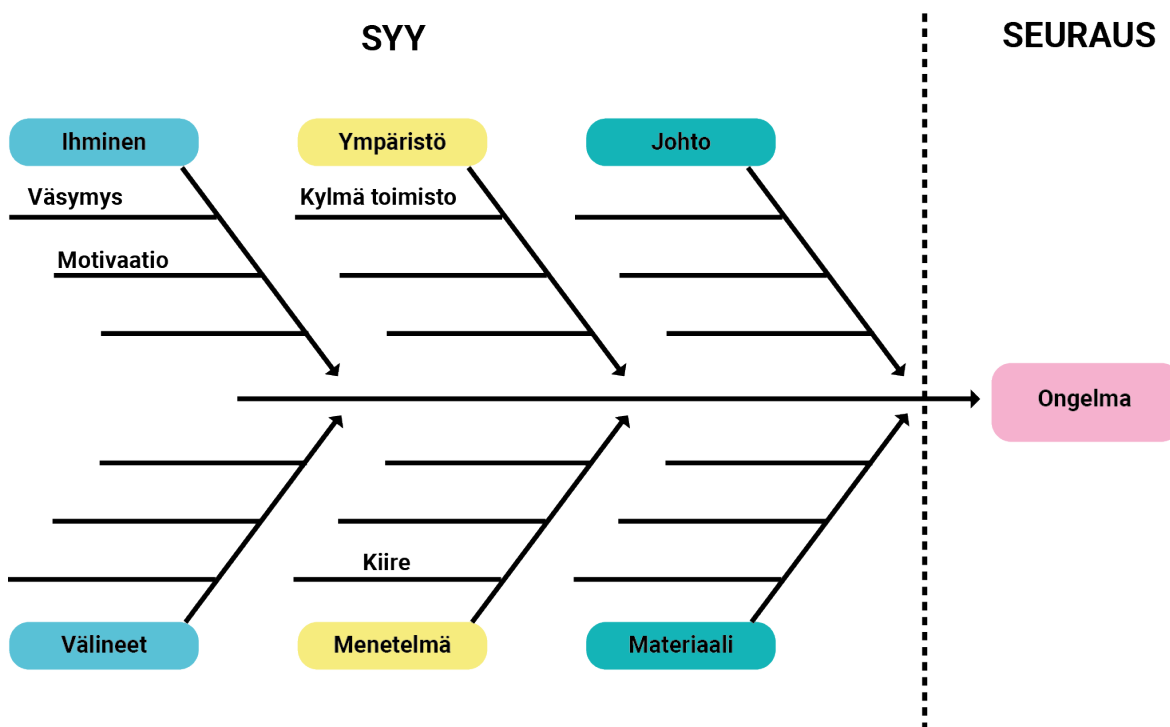 SYY
SEURAUS
Ihminen
Ympäristö
Johto
Väsymys
Kylmä toimisto
Motivaatio
Ongelma
Kiire
Välineet
Menetelmä
Materiaali